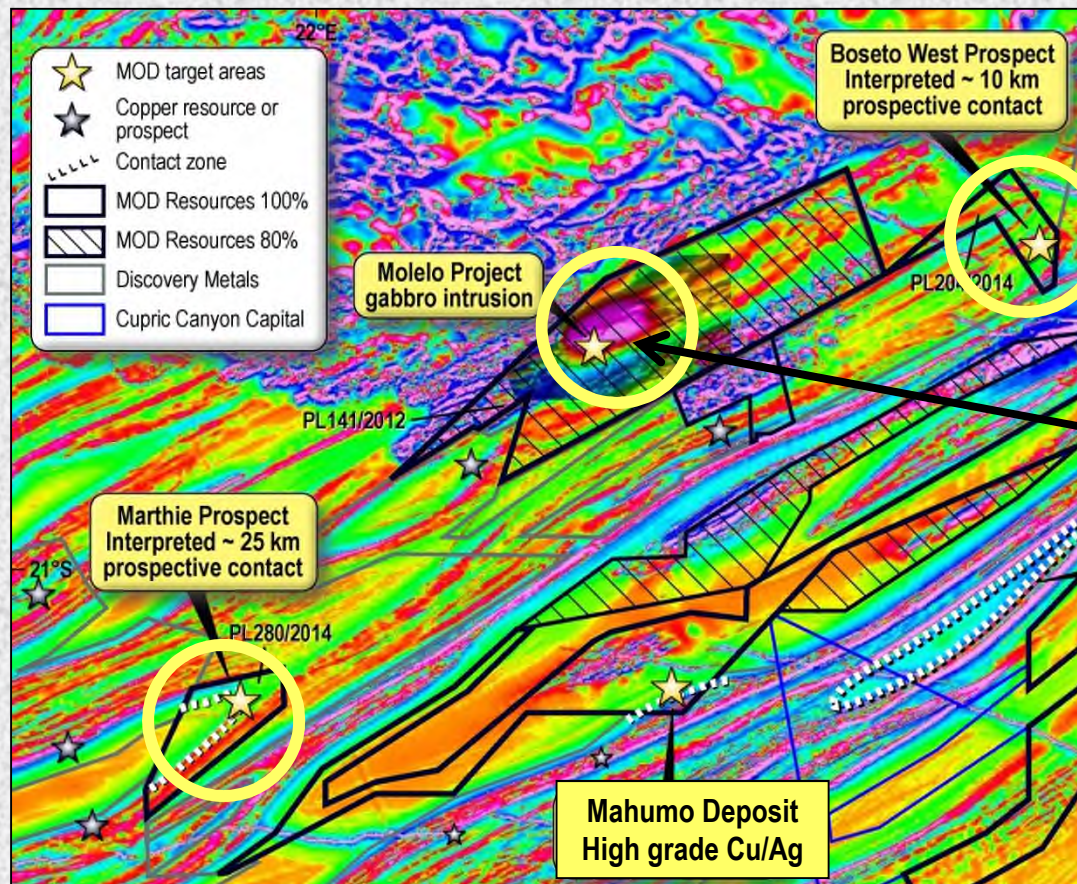 22°E
MOD target areas
Copper resource or
prospect
Contact zone
MOD Resources 100%
MOD Resources 80%
Discovery Metals
Cupric Canyon Capital
Boseto West Prospect
Interpreted ~ 10 km
prospective contact
Molelo Project
gabbro intrusion
PL204/2014
PL141/2012
Marthie Prospect
Interpreted ~ 25 km
prospective contact
21°S
PL280/2014
Mahumo Deposit
High grade Cu/Ag